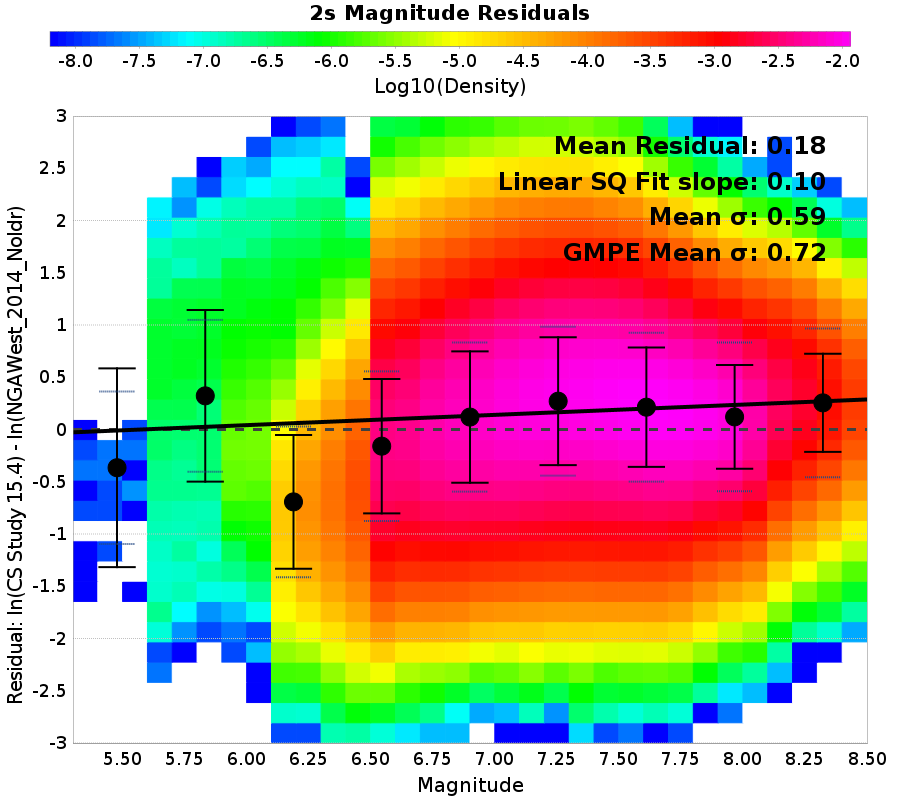 2s Magnitude Residuals
-8.0 -7.5 -7.0 -6.5 -6.0 -5.5 -5.0 -4.5 -4.0 -3.5 -3.0 -2.5 -2.0
Log10(Density)
Mean Residual: 0.18
Linear SQ Fit slope: 0.10
Mean σ: 0.59
GMPE Mean σ: 0.72
3
2.5
2
1.5
1
0.5
0
-0.5
-1
-1.5
-2
-2.5
-3
Residual: ln(CS Study 15.4) - ln(NGAWest_2014_NoIdr)
5.50 5.75 6.00 6.25 6.50 6.75 7.00 7.25 7.50 7.75 8.00 8.25 8.50
Magnitude